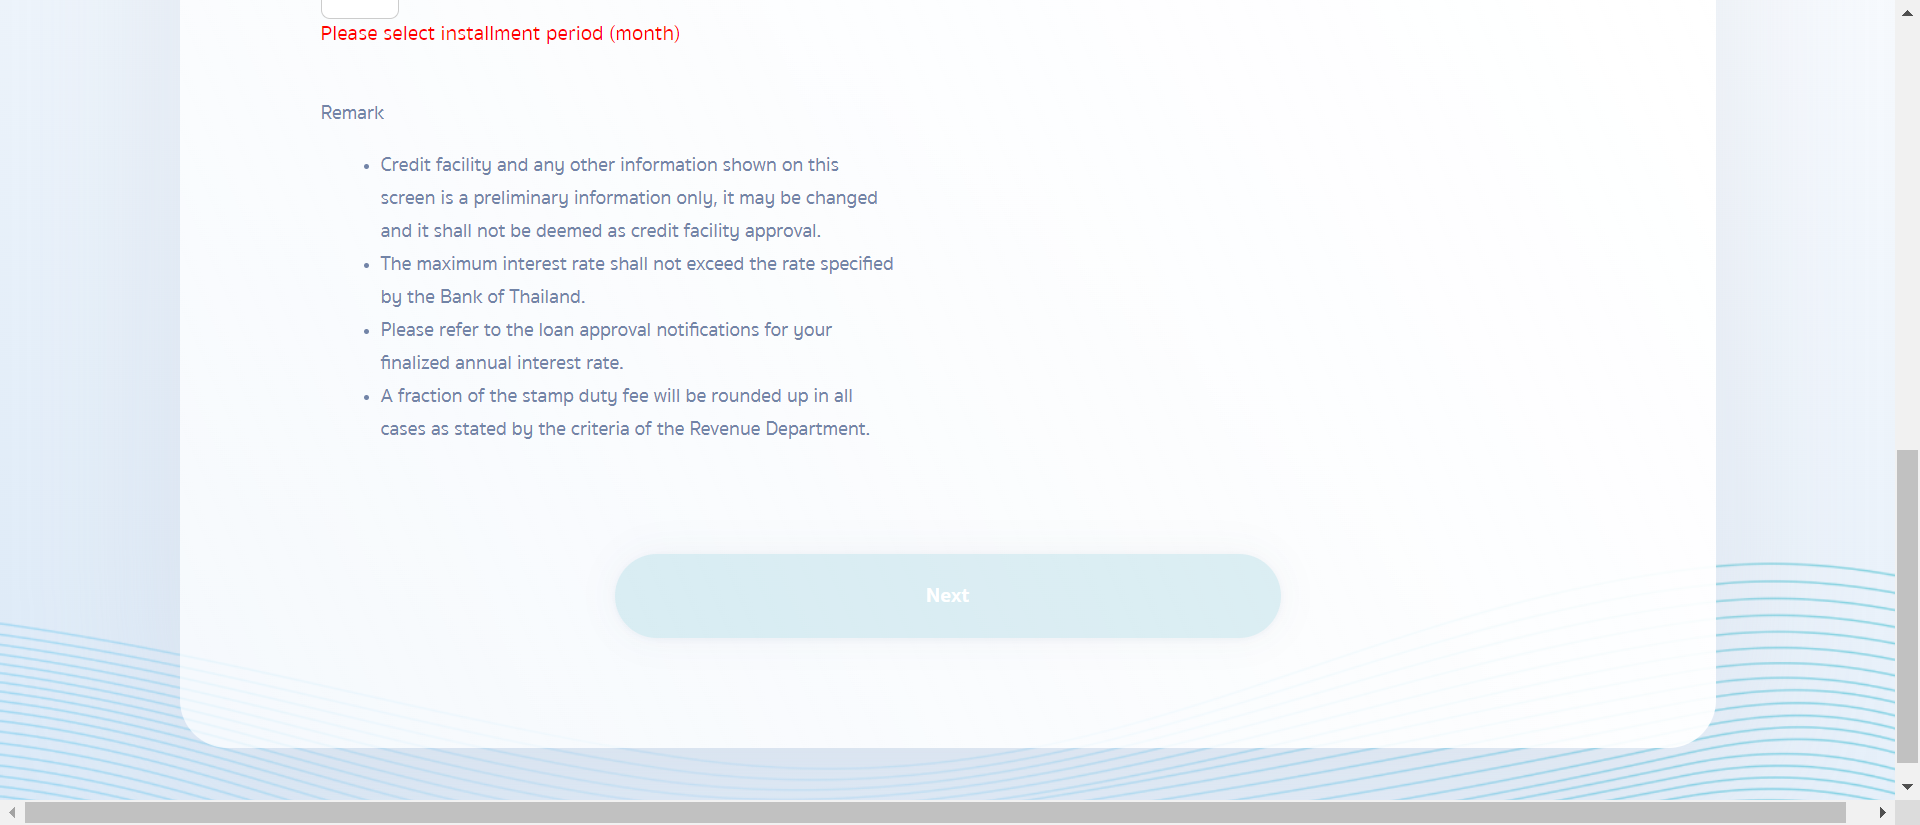 Please select installment period (month)
Remark
• Credit facility and any other information shown on this
screen is a preliminary information only, it may be changed
and it shall not be deemed as credit facility approval.
• The maximum interest rate shall not exceed the rate specified
by the Bank of Thailand.
• Please refer to the loan approval notifications for your
finalized annual interest rate.
• A fraction of the stamp duty fee will be rounded up in all
cases as stated by the criteria of the Revenue Department.
Next